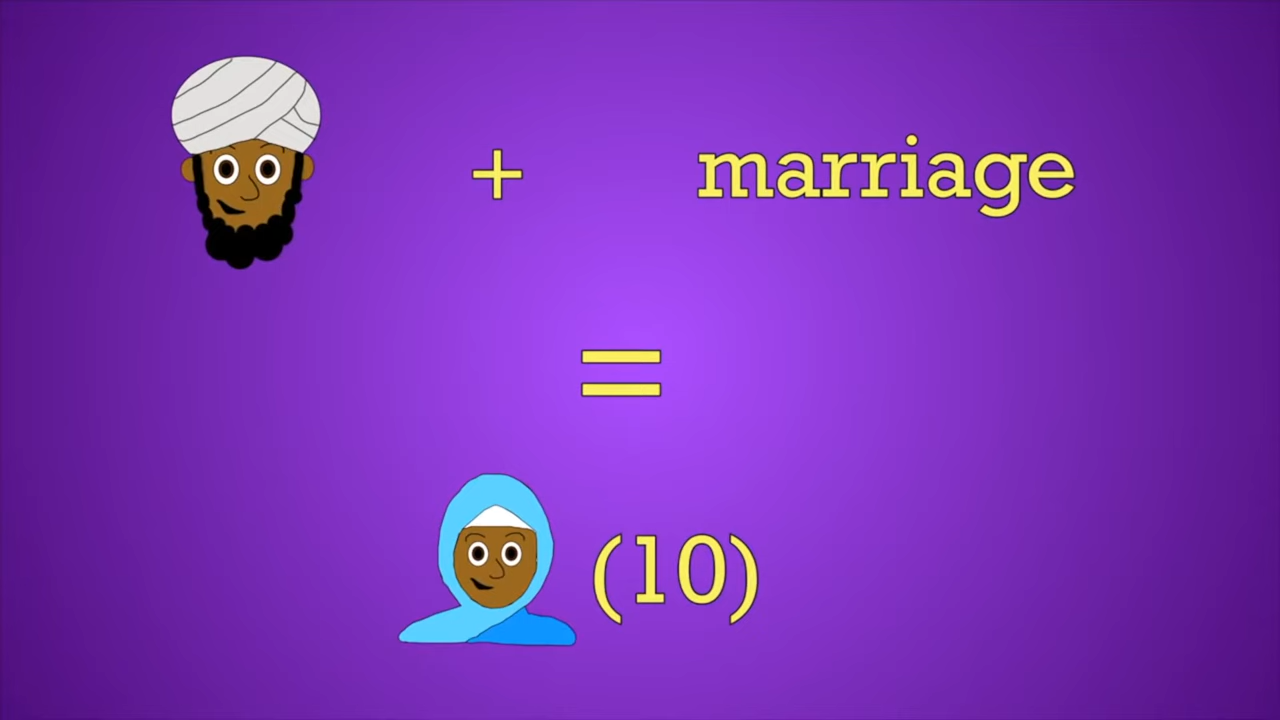 + marriage
=
(10)